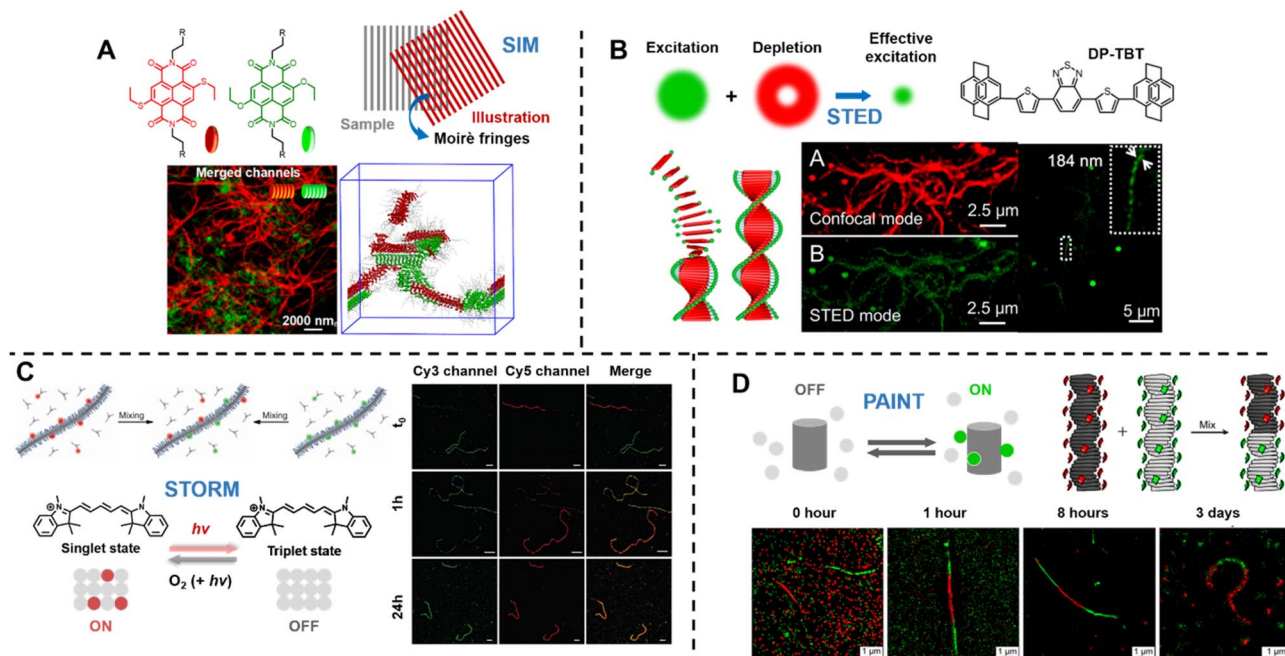 A
SIM
R
R
N
N
O
O
O
O
S
S
O
O
O
O
O
O
N
N
R
R
Sample
Illustration
Moirè fringes
Merged channels
2000 nm
B
Excitation
Depletion
Effective
excitation
DP-TBT
+
STED
N
S
N
S
S
A
Confocal mode
2.5 µm
B
STED mode
2.5 µm
184 nm
5 µm
C
Mixing
Mixing
STORM
N
N
N
N
Singlet state
hv
Triplet state
O₂ (+ hv)
ON
OFF
Cy3 channel
Cy5 channel
Merge
t₀
1h
24h
D
OFF
PAINT
ON
+
Mix
0 hour
1 hour
8 hours
3 days
1 µm
1 µm
1 µm
1 µm